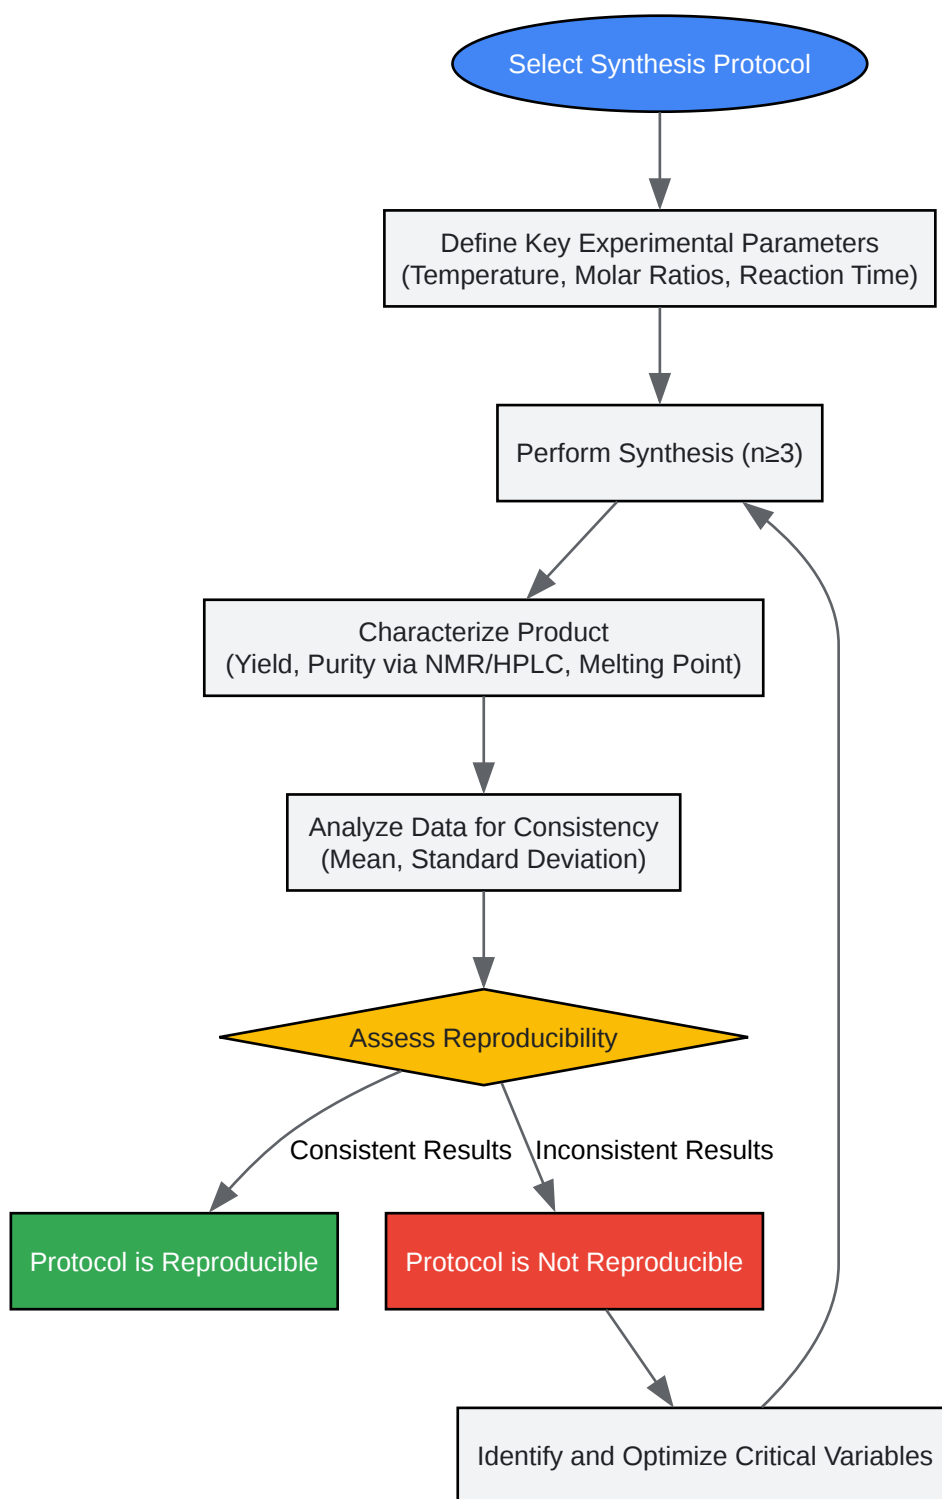 Select Synthesis Protocol
Define Key Experimental Parameters
(Temperature, Molar Ratios, Reaction Time)
Perform Synthesis (n≥3)
Characterize Product
(Yield, Purity via NMR/HPLC, Melting Point)
Analyze Data for Consistency
(Mean, Standard Deviation)
Assess Reproducibility
Consistent Results
Inconsistent Results
Protocol is Reproducible
Protocol is Not Reproducible
Identify and Optimize Critical Variables